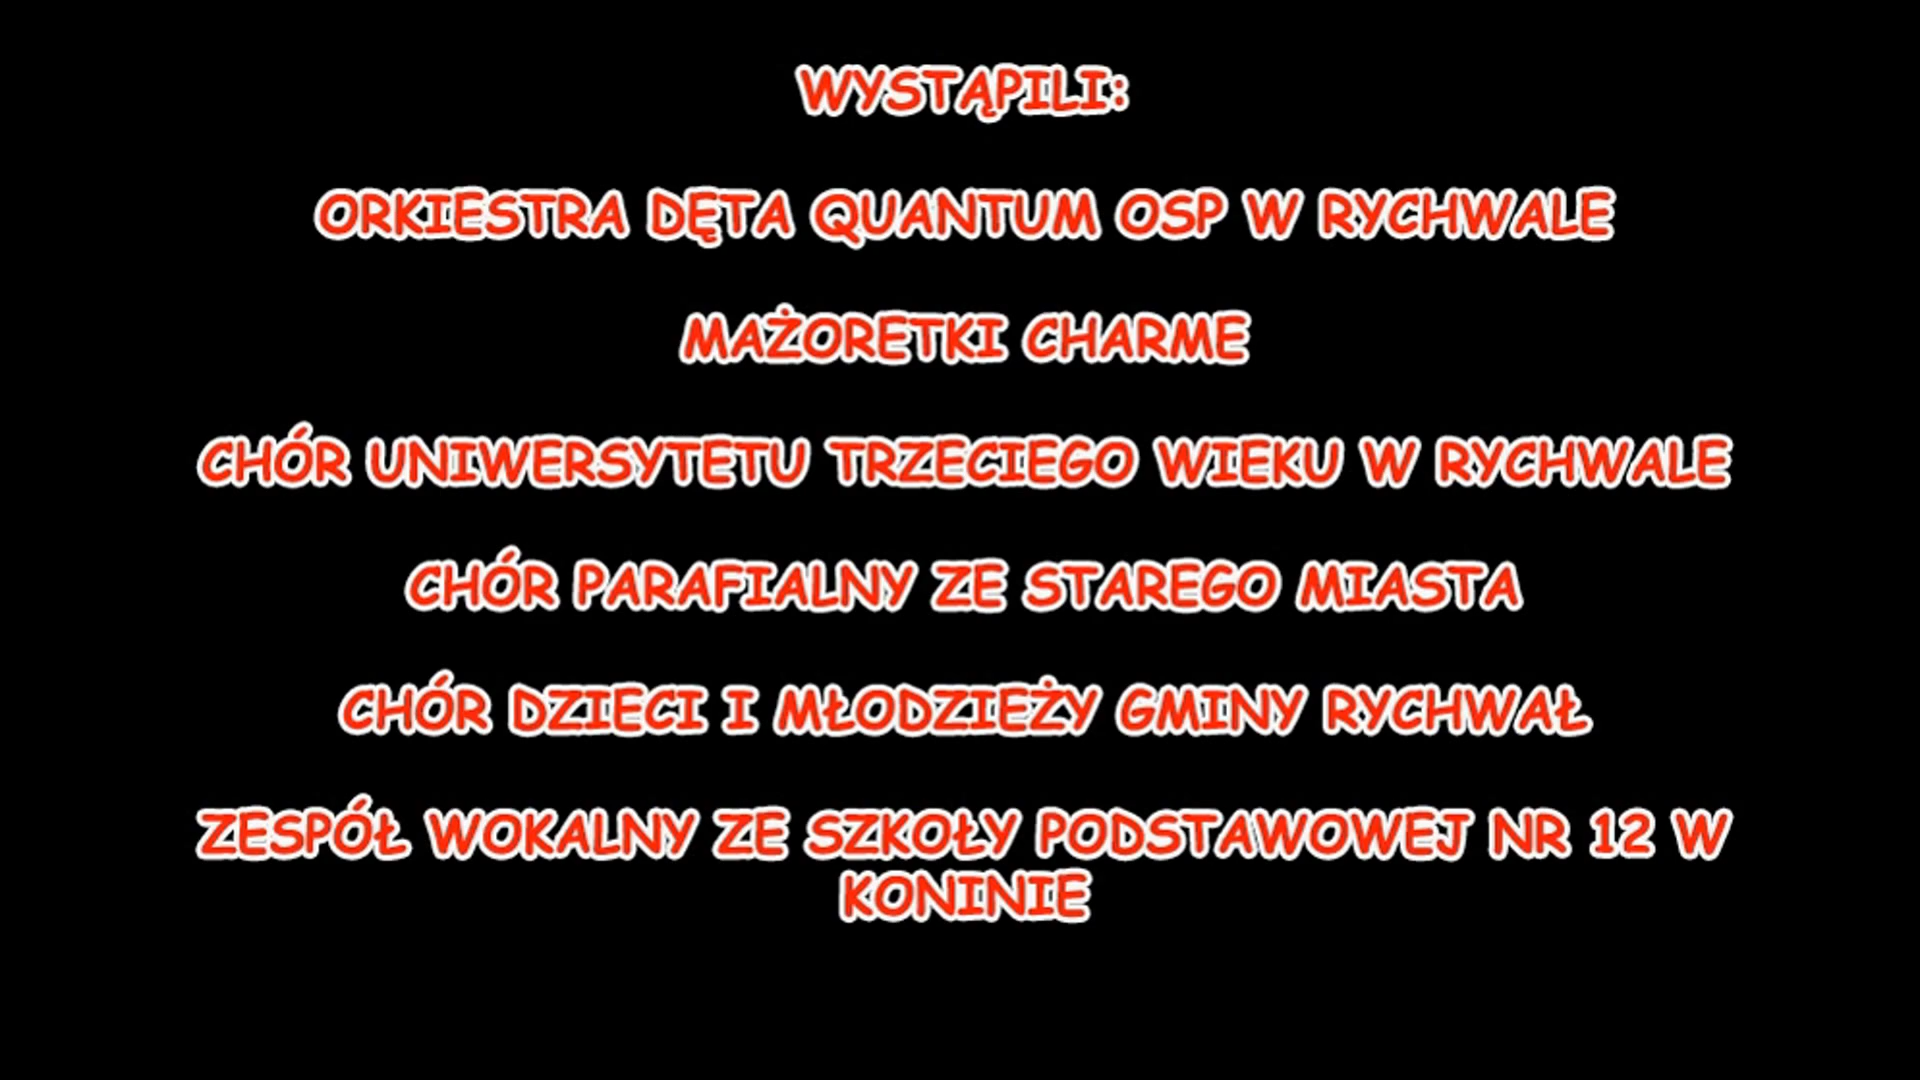 WYSTĄPILI:
ORKIESTRA DĘTA QUANTUM OSP W RYCHWALE
MAŻORETKI CHARME
CHÓR UNIWERSYTETU TRZECIEGO WIEKU W RYCHWALE
CHÓR PARAFIALNY ZE STAREGO MIASTA
CHÓR DZIECI I MŁODZIEŻY GMINY RYCHWAŁ
ZESPÓŁ WOKALNY ZE SZKOŁY PODSTAWOWEJ NR 12 W
KONINIE